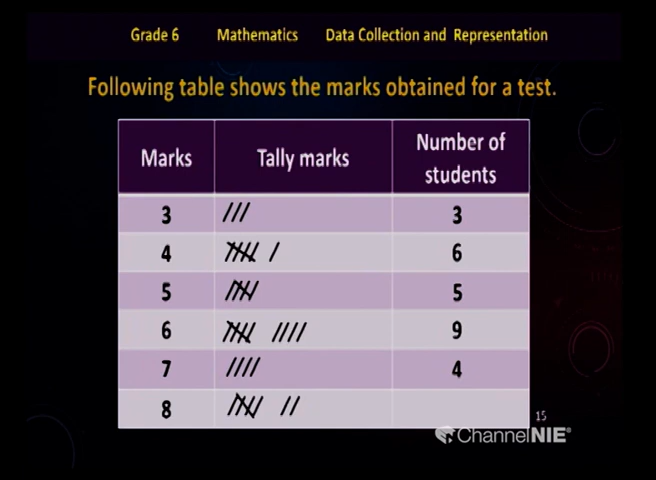 Grade 6 Mathematics Data Collection and Representation
Following table shows the marks obtained for a test.
Marks Tally marks Number of students
3 3
4 6
5 5
6 9
7 4
8
15
ChannelNIE